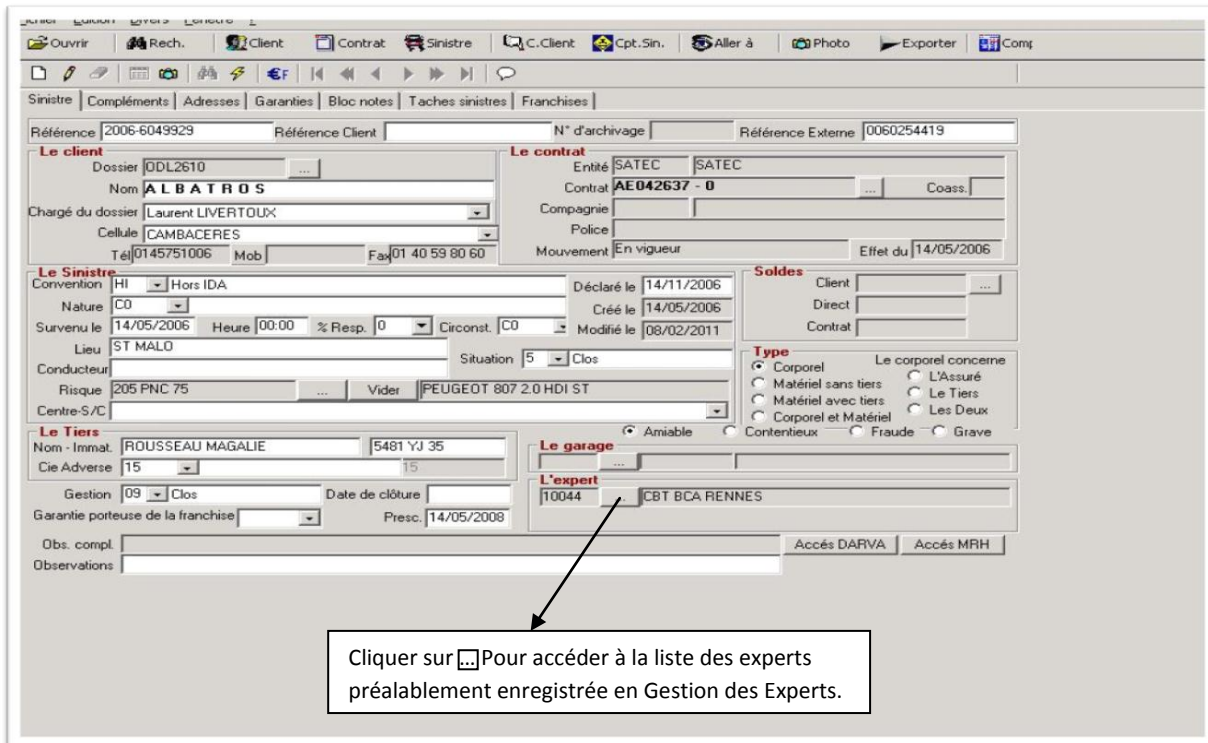 Fichier Edition Divers Fenêtre ?
Ouvrir Rech. Client Contrat Sinistre C.Client Cpt.Sin. Aller à Photo Exporter
€F
Sinistre Compléments Adresses Garanties Bloc notes Taches sinistres Franchises
Référence 2006-6049929 Référence Client N° d'archivage Référence Externe 0060254419
Le client Le contrat
Dossier ODL2610 ... Entité SATEC SATEC
Nom ALBATROS Contrat AE042637 - 0 ... Coass.
Chargé du dossier Laurent LIVERTOUX Compagnie
Cellule CAMBACERES Police
Tél 0145751006 Mob Fax 01 40 59 80 60 Mouvement En vigueur Effet du 14/05/2006
Le Sinistre Soldes
Convention HI Hors IDA Déclaré le 14/11/2006 Client ...
Nature C0 Créé le 14/05/2006 Direct
Survenu le 14/05/2006 Heure 00:00 % Resp. 0 Circonst. C0 Modifié le 08/02/2011 Contrat
Lieu ST MALO Situation 5 Clos
Type Le corporel concerne
Conducteur Corporel L'Assuré
Risque 205 PNC 75 ... Vider PEUGEOT 807 2.0 HDI ST Matériel sans tiers Le Tiers
Centre-S/C Matériel avec tiers Les Deux
Corporel et Matériel
Le Tiers Amiable Contentieux Fraude Grave
Nom - Immat. ROUSSEAU MAGALIE 5481 YJ 35 Le garage
Cie Adverse 15 15 ...
Gestion 09 Clos Date de clôture L'expert
10044 ... CBT BCA RENNES
Garantie porteuse de la franchise Presc. 14/05/2008
Obs. compl. Accés DARVA Accés MRH
Observations
Cliquer sur ... Pour accéder à la liste des experts
préalablement enregistrée en Gestion des Experts.